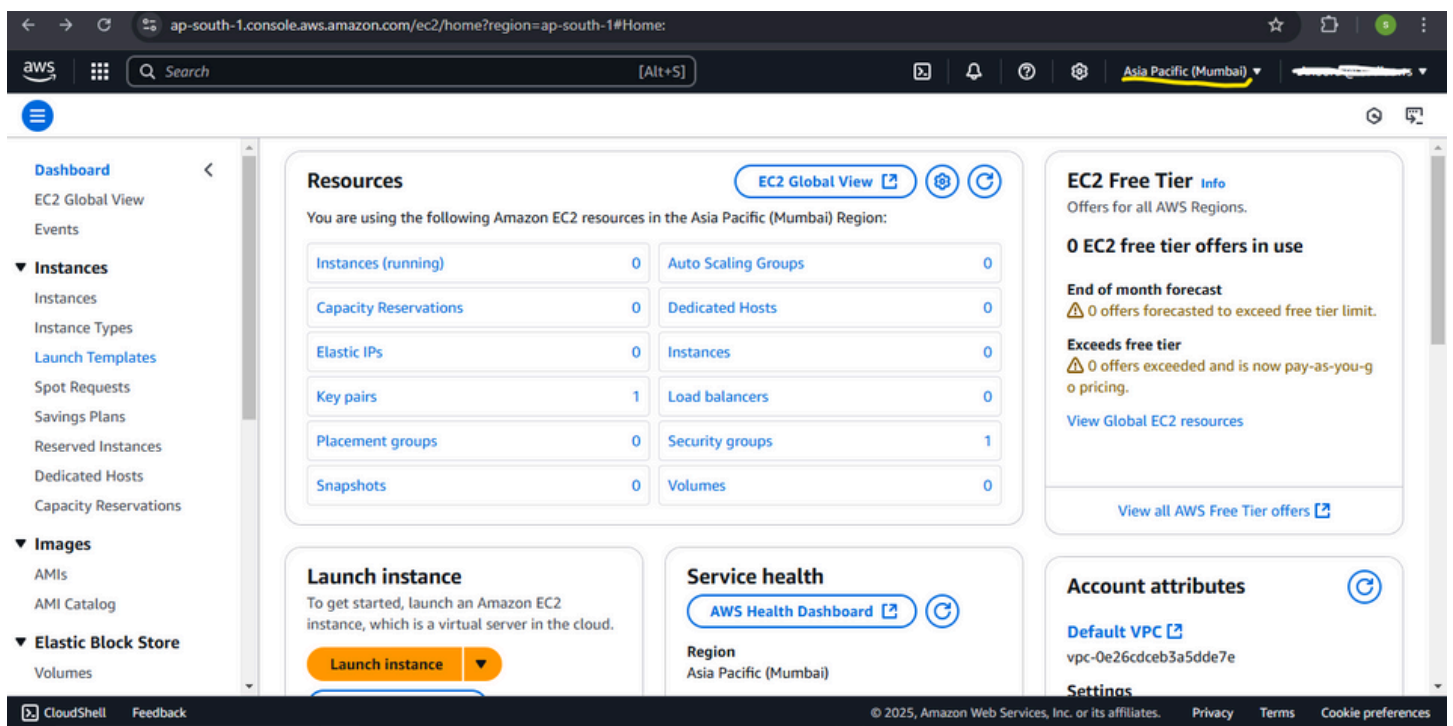 ap-south-1.console.aws.amazon.com/ec2/home?region=ap-south-1#Home:
S
aws
Search
[Alt+S]
Asia Pacific (Mumbai)
Dashboard
EC2 Global View
Events
Instances
Instances
Instance Types
Launch Templates
Spot Requests
Savings Plans
Reserved Instances
Dedicated Hosts
Capacity Reservations
Images
AMIs
AMI Catalog
Elastic Block Store
Volumes
Resources
EC2 Global View
You are using the following Amazon EC2 resources in the Asia Pacific (Mumbai) Region:
Instances (running) 0
Auto Scaling Groups 0
Capacity Reservations 0
Dedicated Hosts 0
Elastic IPs 0
Instances 0
Key pairs 1
Load balancers 0
Placement groups 0
Security groups 1
Snapshots 0
Volumes 0
Launch instance
To get started, launch an Amazon EC2
instance, which is a virtual server in the cloud.
Launch instance
Service health
AWS Health Dashboard
Region
Asia Pacific (Mumbai)
EC2 Free Tier Info
Offers for all AWS Regions.
0 EC2 free tier offers in use
End of month forecast
0 offers forecasted to exceed free tier limit.
Exceeds free tier
0 offers exceeded and is now pay-as-you-g
o pricing.
View Global EC2 resources
View all AWS Free Tier offers
Account attributes
Default VPC
vpc-0e26cdceb3a5dde7e
Settings
CloudShell
Feedback
© 2025, Amazon Web Services, Inc. or its affiliates.
Privacy
Terms
Cookie preferences